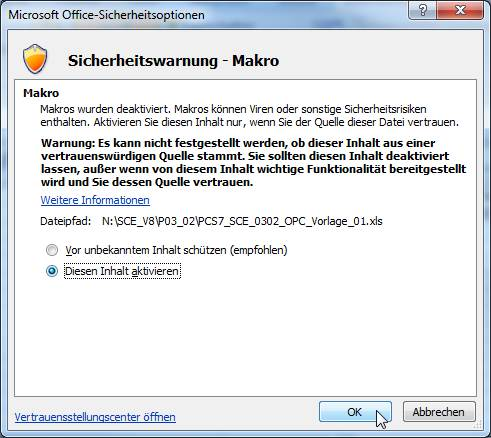 Microsoft Office-Sicherheitsoptionen
Sicherheitswarnung - Makro
Makro
Makros wurden deaktiviert. Makros können Viren oder sonstige Sicherheitsrisiken
enthalten. Aktivieren Sie diesen Inhalt nur, wenn Sie der Quelle dieser Datei vertrauen.
Warnung: Es kann nicht festgestellt werden, ob dieser Inhalt aus einer
vertrauenswürdigen Quelle stammt. Sie sollten diesen Inhalt deaktiviert
lassen, außer wenn von diesem Inhalt wichtige Funktionalität bereitgestellt
wird und Sie dessen Quelle vertrauen.
Weitere Informationen
Dateipfad: N:\SCE_V8\P03_02\PCS7_SCE_0302_OPC_Vorlage_01.xls
Vor unbekanntem Inhalt schützen (empfohlen)
Diesen Inhalt aktivieren
Vertrauensstellungscenter öffnen
OK
Abbrechen